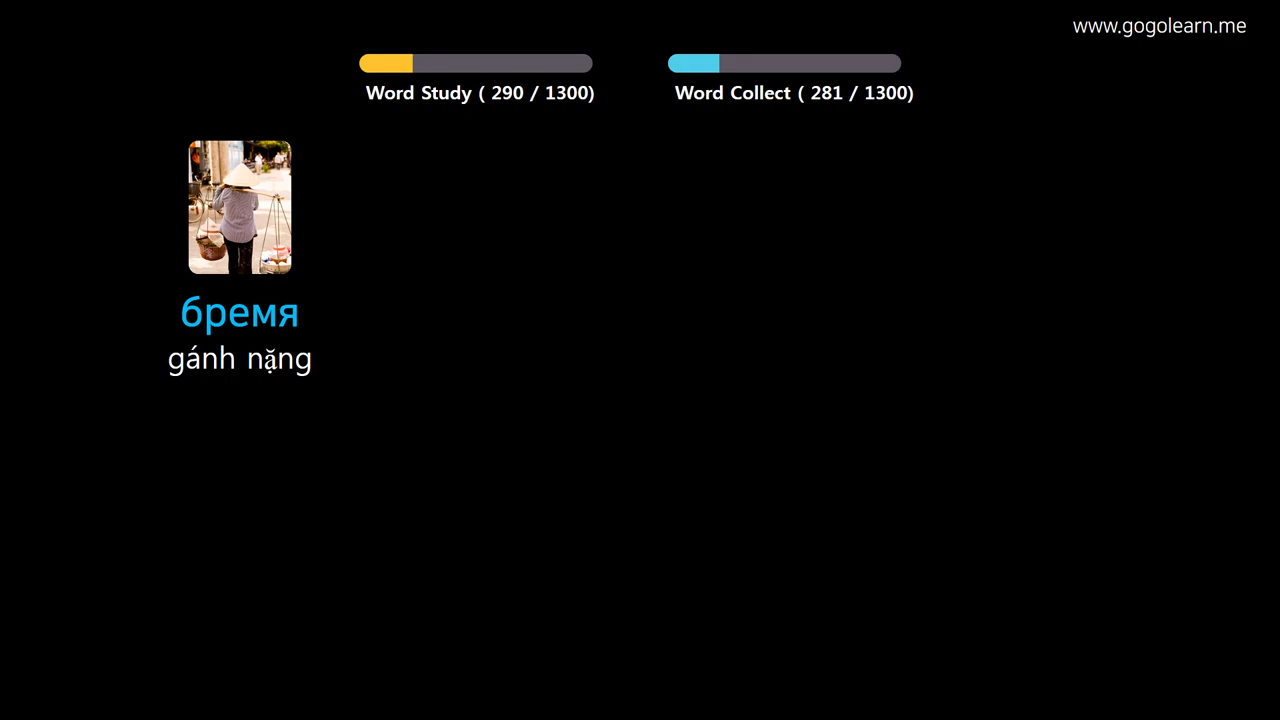 www.gogolearn.me
Word Study ( 290 / 1300)
Word Collect ( 281 / 1300)
бремя
gánh nặng